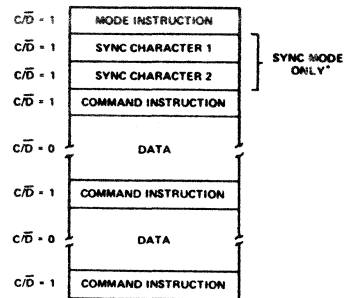 C/D̅ = 1 MODE INSTRUCTION
C/D̅ = 1 SYNC CHARACTER 1
C/D̅ = 1 SYNC CHARACTER 2
SYNC MODE
ONLY*
C/D̅ = 1 COMMAND INSTRUCTION
C/D̅ = 0 DATA
C/D̅ = 1 COMMAND INSTRUCTION
C/D̅ = 0 DATA
C/D̅ = 1 COMMAND INSTRUCTION